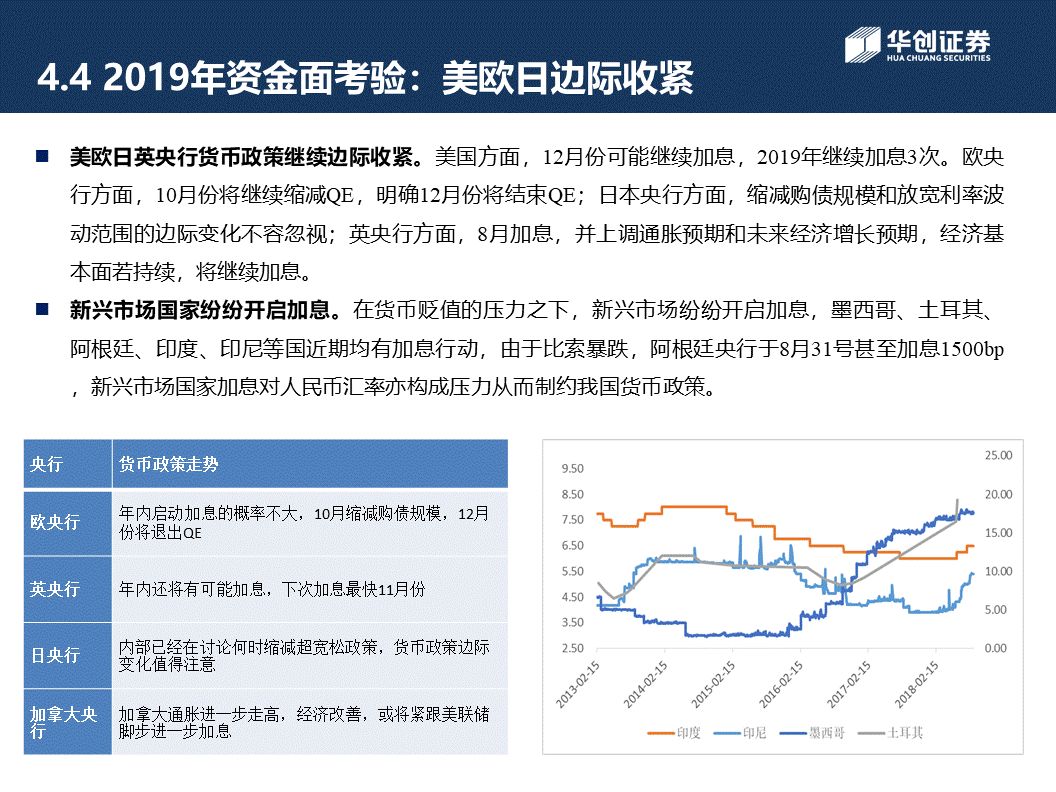 华创证券
HUA CHUANG SECURITIES
4.4 2019年资金面考验：美欧日边际收紧
美欧日英央行货币政策继续边际收紧。美国方面，12月份可能继续加息，2019年继续加息3次。欧央
行方面，10月份将继续缩减QE，明确12月份将结束QE；日本央行方面，缩减购债规模和放宽利率波
动范围的边际变化不容忽视；英央行方面，8月加息，并上调通胀预期和未来经济增长预期，经济基
本面若持续，将继续加息。
新兴市场国家纷纷开启加息。在货币贬值的压力之下，新兴市场纷纷开启加息，墨西哥、土耳其、
阿根廷、印度、印尼等国近期均有加息行动，由于比索暴跌，阿根廷央行于8月31号甚至加息1500bp
，新兴市场国家加息对人民币汇率亦构成压力从而制约我国货币政策。
央行 货币政策走势
欧央行 年内启动加息的概率不大，10月缩减购债规模，12月
份将退出QE
英央行 年内还将有可能加息，下次加息最快11月份
日央行 内部已经在讨论何时缩减超宽松政策，货币政策边际
变化值得注意
加拿大央 加拿大通胀进一步走高，经济改善，或将紧跟美联储
行 脚步进一步加息
9.50
8.50
7.50
6.50
5.50
4.50
3.50
2.50
25.00
20.00
15.00
10.00
5.00
0.00
2013-02-15
2014-02-15
2015-02-15
2016-02-15
2017-02-15
2018-02-15
印度 印尼 墨西哥 土耳其